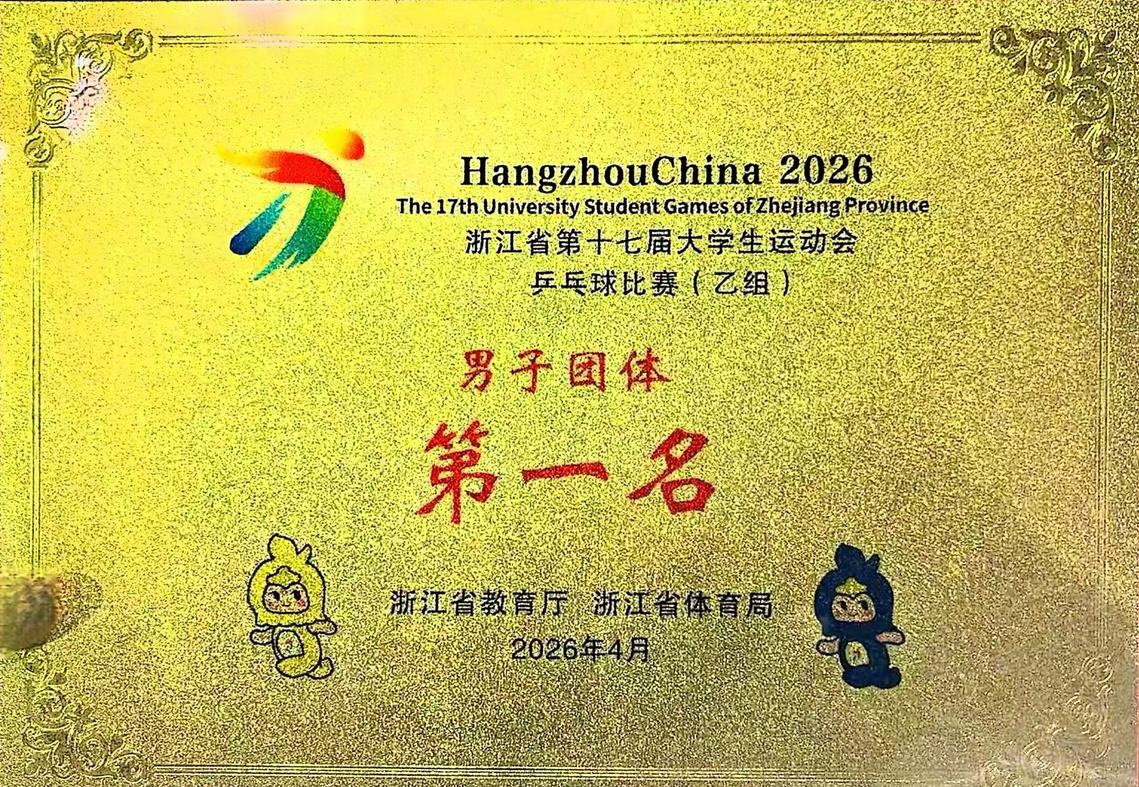 HangzhouChina 2026
The 17th University Student Games of Zhejiang Province
浙江省第十七届大学生运动会
乒乓球比赛（乙组）
男子团体
第一名
浙江省教育厅 浙江省体育局
2026年4月